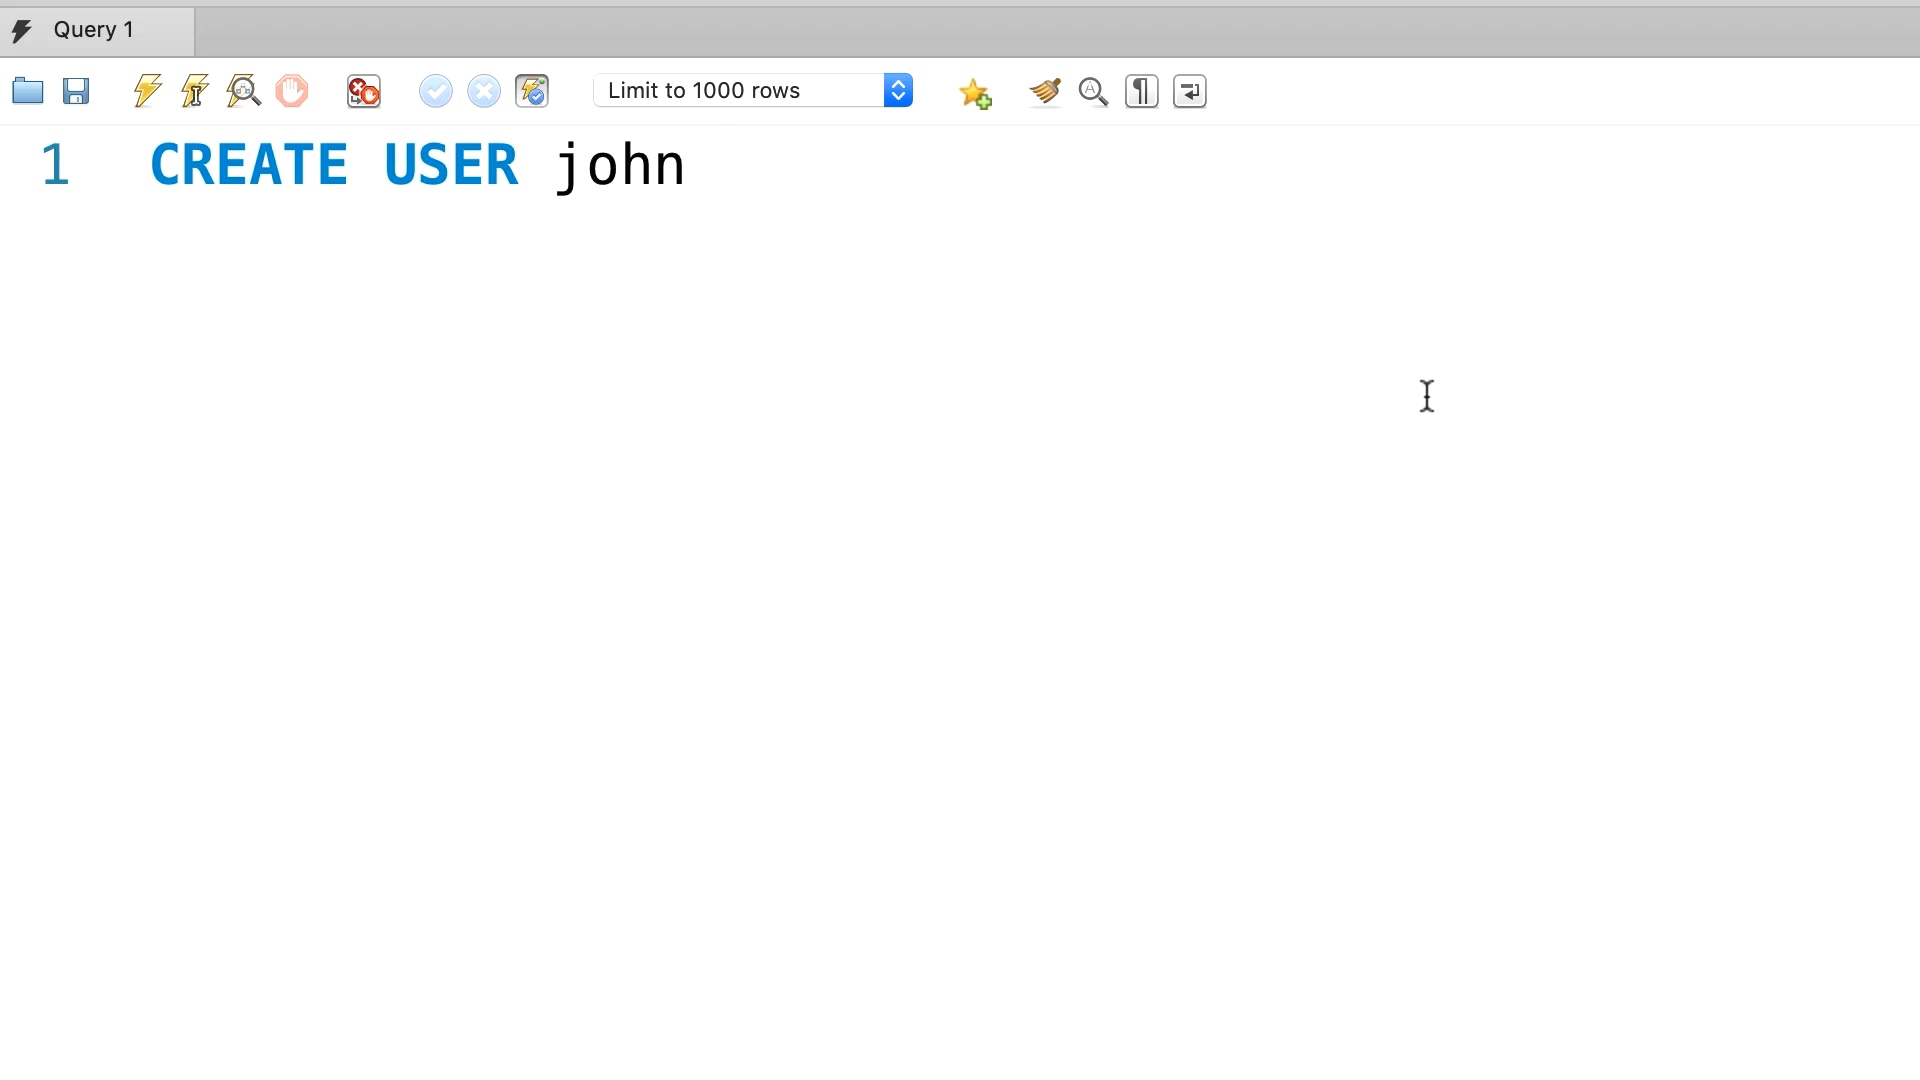 Query 1
Limit to 1000 rows
1 CREATE USER john